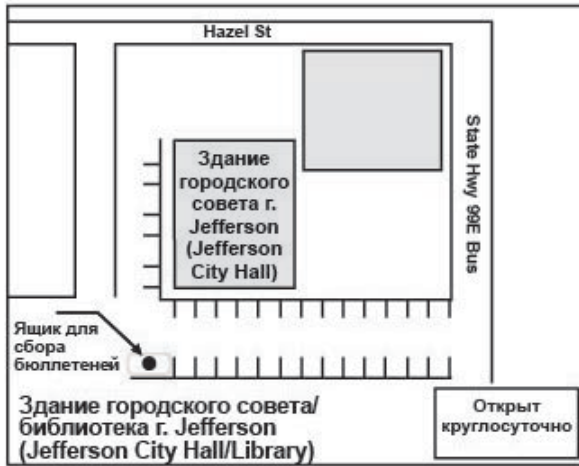 Hazel St
Здание
городского
совета г.
Jefferson
(Jefferson
City Hall)
State Hwy 99E Bus
Ящик для
сбора
бюллетеней
Здание городского совета/
библиотека г. Jefferson
(Jefferson City Hall/Library)
Открыт
круглосуточно